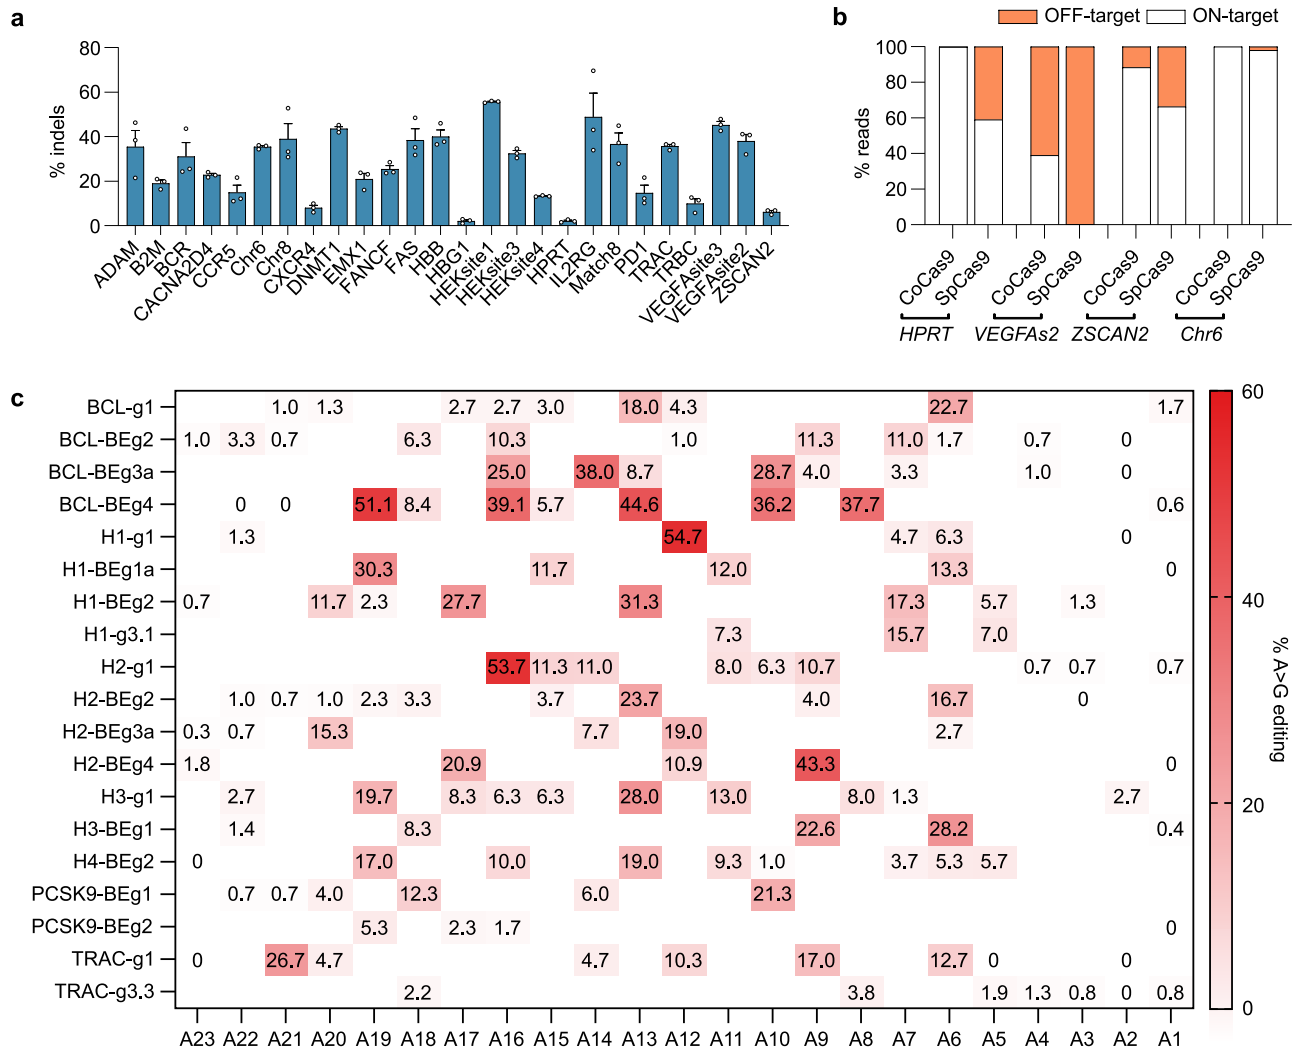 a
% indels
80
60
40
20
0
ADAM
B2M
BCR
CACNA2D4
CCR5
Chr6
Chr8
CXCR4
DNMT1
EMX1
FANCF
FAS
HBB
HBG1
HEKsite1
HEKsite3
HEKsite4
HPRT
IL2RG
Match8
PD1
TRAC
TRBC
VEGFAsite3
VEGFAsite2
ZSCAN2
b
OFF-target ON-target
% reads
100
80
60
40
20
0
CoCas9 SpCas9 CoCas9 SpCas9 CoCas9 SpCas9 CoCas9 SpCas9
HPRT VEGFAs2 ZSCAN2 Chr6
c
BCL-g1 1.0 1.3 2.7 2.7 3.0 18.0 4.3 22.7 1.7
BCL-BEg2 1.0 3.3 0.7 6.3 10.3 1.0 11.3 11.0 1.7 0.7 0
BCL-BEg3a 25.0 38.0 8.7 28.7 4.0 3.3 1.0 0
BCL-BEg4 0 0 51.1 8.4 39.1 5.7 44.6 36.2 37.7 0.6
H1-g1 1.3 54.7 4.7 6.3 0
H1-BEg1a 30.3 11.7 12.0 13.3 0
H1-BEg2 0.7 11.7 2.3 27.7 31.3 17.3 5.7 1.3
H1-g3.1 7.3 15.7 7.0
H2-g1 53.7 11.3 11.0 8.0 6.3 10.7 0.7 0.7 0.7
H2-BEg2 1.0 0.7 1.0 2.3 3.3 3.7 23.7 4.0 16.7 0
H2-BEg3a 0.3 0.7 15.3 7.7 19.0 2.7
H2-BEg4 1.8 20.9 10.9 43.3 0
H3-g1 2.7 19.7 8.3 6.3 6.3 28.0 13.0 8.0 1.3 2.7
H3-BEg1 1.4 8.3 22.6 28.2 0.4
H4-BEg2 0 17.0 10.0 19.0 9.3 1.0 3.7 5.3 5.7
PCSK9-BEg1 0.7 0.7 4.0 12.3 6.0 21.3
PCSK9-BEg2 5.3 2.3 1.7 0
TRAC-g1 0 26.7 4.7 4.7 10.3 17.0 12.7 0 0
TRAC-g3.3 2.2 3.8 1.9 1.3 0.8 0 0.8
A23 A22 A21 A20 A19 A18 A17 A16 A15 A14 A13 A12 A11 A10 A9 A8 A7 A6 A5 A4 A3 A2 A1
60
40
20
0
% A>G editing